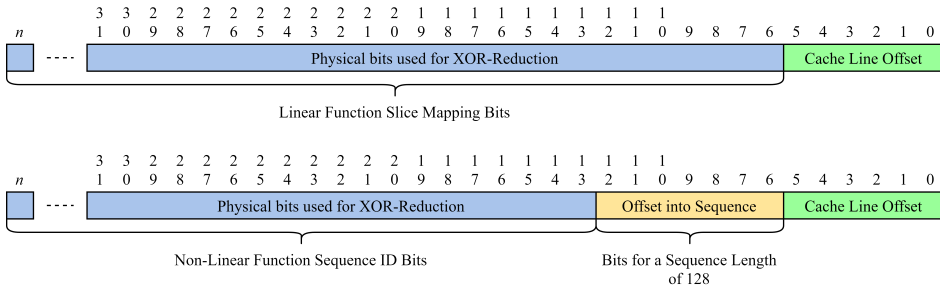 3 3 2 2 2 2 2 2 2 2 2 2 1 1 1 1 1 1 1 1 1 1
n 1 0 9 8 7 6 5 4 3 2 1 0 9 8 7 6 5 4 3 2 1 0 9 8 7 6 5 4 3 2 1 0
Physical bits used for XOR-Reduction Cache Line Offset
Linear Function Slice Mapping Bits
3 3 2 2 2 2 2 2 2 2 2 2 1 1 1 1 1 1 1 1 1 1
n 1 0 9 8 7 6 5 4 3 2 1 0 9 8 7 6 5 4 3 2 1 0 9 8 7 6 5 4 3 2 1 0
Physical bits used for XOR-Reduction Offset into Sequence Cache Line Offset
Non-Linear Function Sequence ID Bits Bits for a Sequence Length
of 128